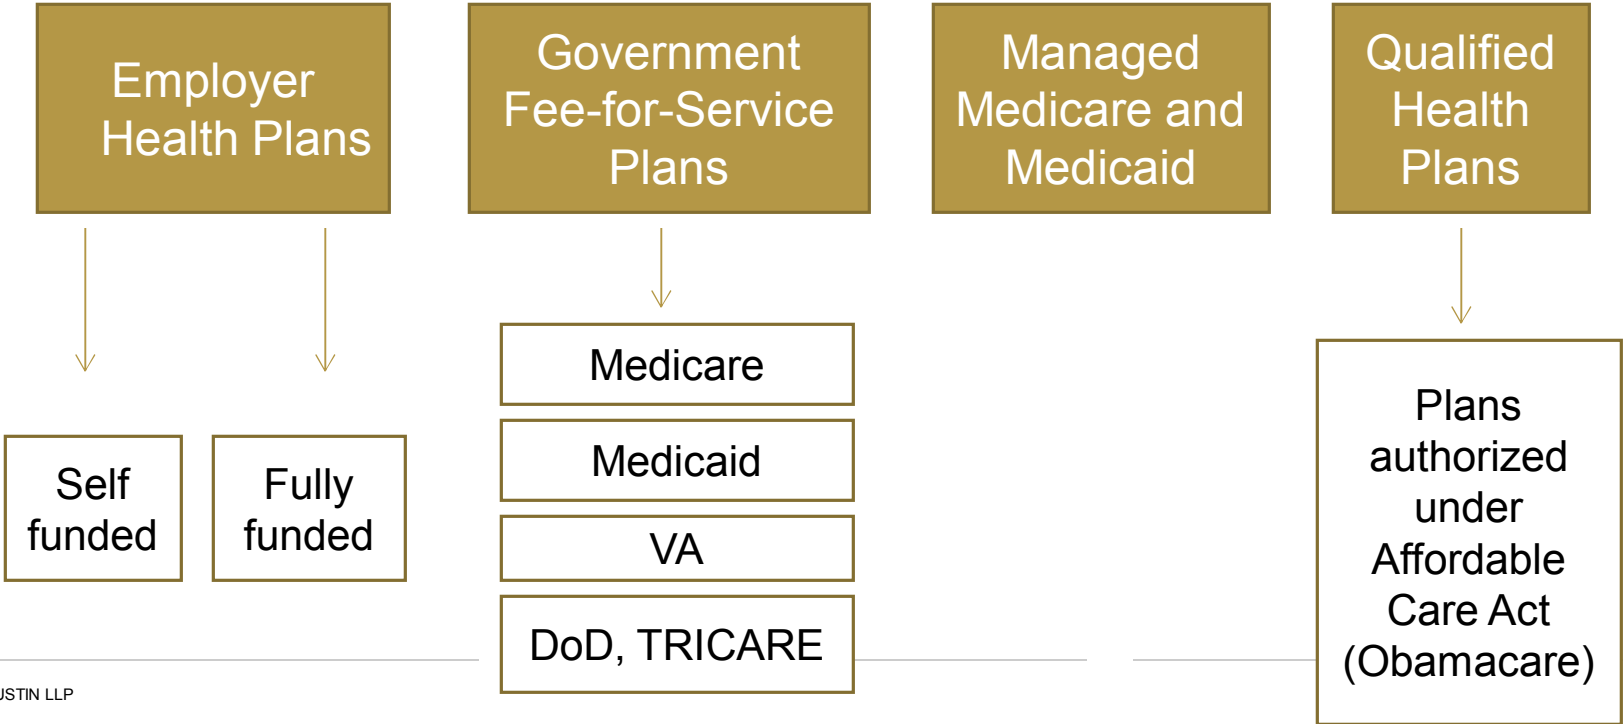 Employer
Health Plans
Government
Fee-for-Service
Plans
Managed
Medicare and
Medicaid
Qualified
Health
Plans
Self
funded
Fully
funded
Medicare
Medicaid
VA
DoD, TRICARE
Plans
authorized
under
Affordable
Care Act
(Obamacare)
USTIN LLP